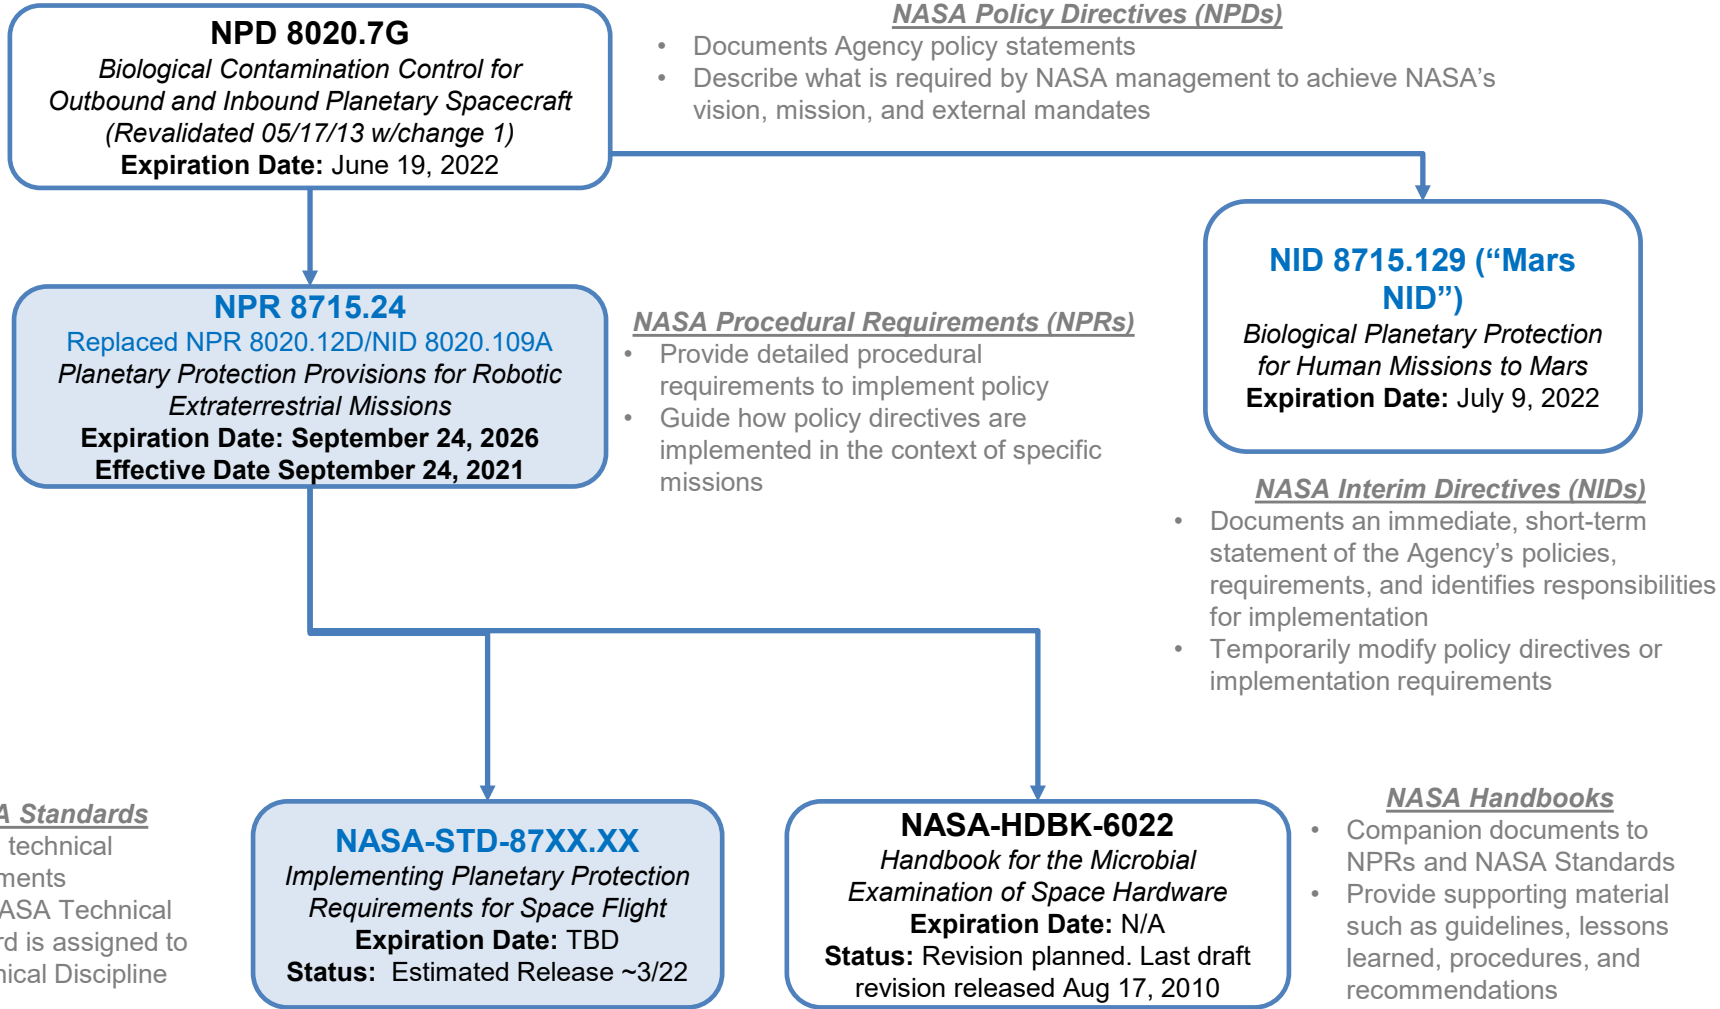 NPD 8020.7G
Biological Contamination Control for
Outbound and Inbound Planetary Spacecraft
(Revalidated 05/17/13 w/change 1)
Expiration Date: June 19, 2022
NASA Policy Directives (NPDs)
• Documents Agency policy statements
• Describe what is required by NASA management to achieve NASA’s
vision, mission, and external mandates
NID 8715.129 (“Mars
NID”)
Biological Planetary Protection
for Human Missions to Mars
Expiration Date: July 9, 2022
NPR 8715.24
Replaced NPR 8020.12D/NID 8020.109A
Planetary Protection Provisions for Robotic
Extraterrestrial Missions
Expiration Date: September 24, 2026
Effective Date September 24, 2021
NASA Procedural Requirements (NPRs)
• Provide detailed procedural
requirements to implement policy
• Guide how policy directives are
implemented in the context of specific
missions
NASA Interim Directives (NIDs)
• Documents an immediate, short-term
statement of the Agency’s policies,
requirements, and identifies responsibilities
for implementation
• Temporarily modify policy directives or
implementation requirements
Standards
technical
Technical
is assigned to
Discipline
NASA-STD-87XX.XX
Implementing Planetary Protection
Requirements for Space Flight
Expiration Date: TBD
Status: Estimated Release ~3/22
NASA-HDBK-6022
Handbook for the Microbial
Examination of Space Hardware
Expiration Date: N/A
Status: Revision planned. Last draft
revision released Aug 17, 2010
NASA Handbooks
• Companion documents to
NPRs and NASA Standards
• Provide supporting material
such as guidelines, lessons
learned, procedures, and
recommendations